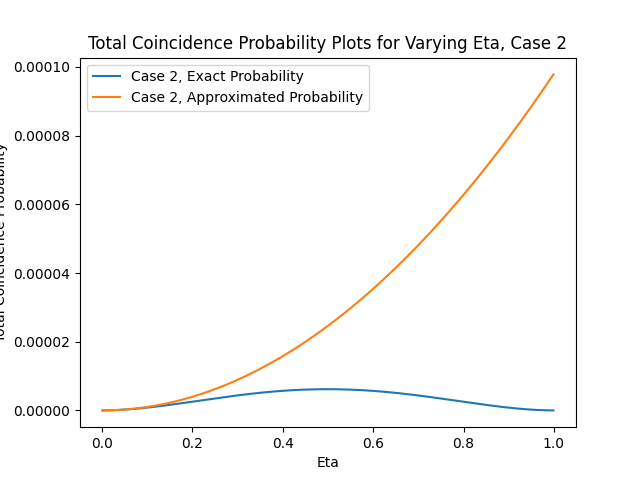 Total Coincidence Probability Plots for Varying Eta, Case 2
Case 2, Exact Probability
Case 2, Approximated Probability
Total Coincidence Probability
0.00010
0.00008
0.00006
0.00004
0.00002
0.00000
0.0
0.2
0.4
0.6
0.8
1.0
Eta